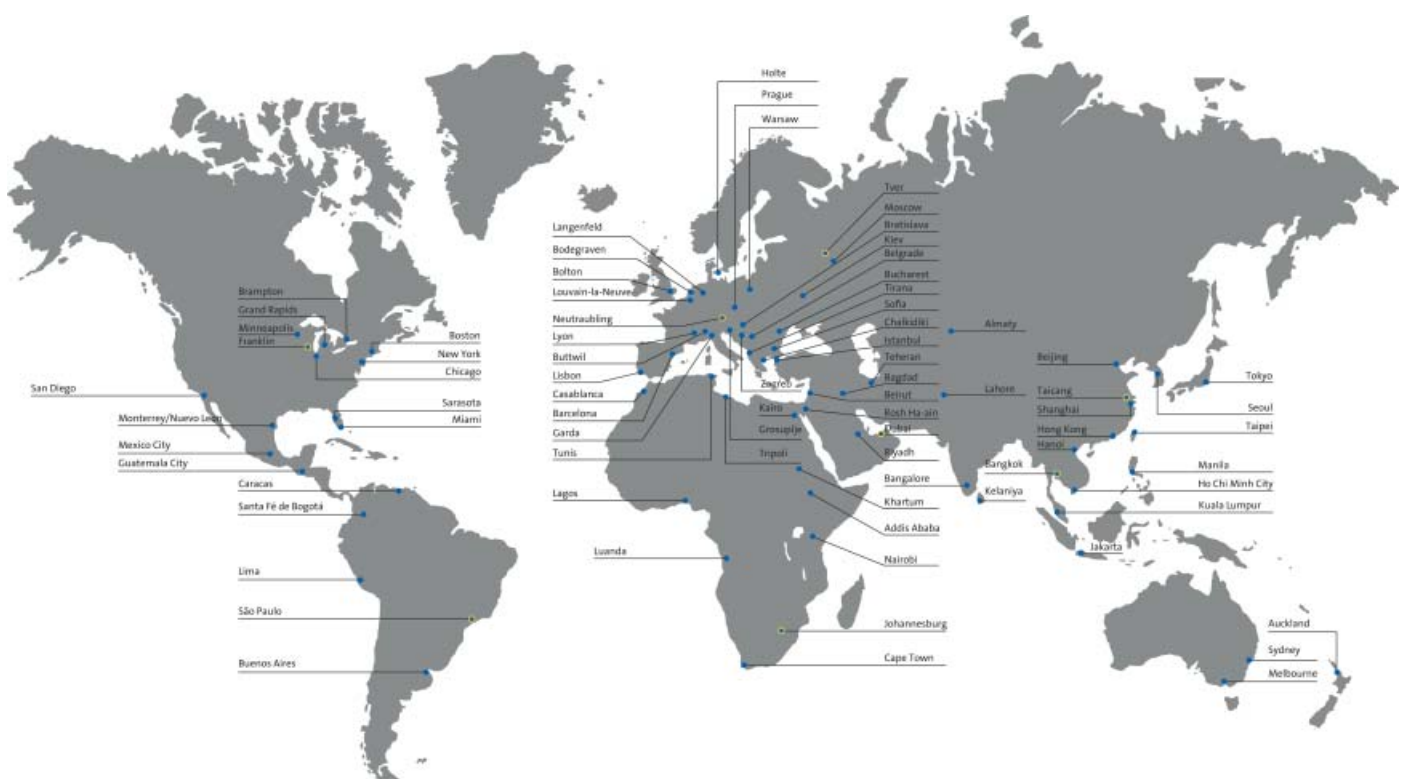 Holte
Prague
Warsaw
Tver
Moscow
Bratislava
Kiev
Belgrade
Bucharest
Tirana
Sofia
Chalkidiki
Istanbul
Teheran
Bagdad
Beirut
Rosh Ha-ain
Dubai
Riyadh
Langenfeld
Bodegraven
Bolton
Louvain-la-Neuve
Neutraubling
Lyon
Buttwil
Lisbon
Casablanca
Barcelona
Garda
Tunis
Zagreb
Kairo
Grosuplje
Tripoli
Lagos
Luanda
Khartum
Addis Ababa
Nairobi
Johannesburg
Cape Town
Brampton
Grand Rapids
Minneapolis
Franklin
Boston
New York
Chicago
San Diego
Sarasota
Miami
Monterrey/Nuevo León
Mexico City
Guatemala City
Caracas
Santa Fé de Bogotá
Lima
São Paulo
Buenos Aires
Almaty
Lahore
Bangalore
Kelaniya
Beijing
Taicang
Shanghai
Hong Kong
Hanoi
Bangkok
Tokyo
Seoul
Taipei
Manila
Ho Chi Minh City
Kuala Lumpur
Jakarta
Auckland
Sydney
Melbourne